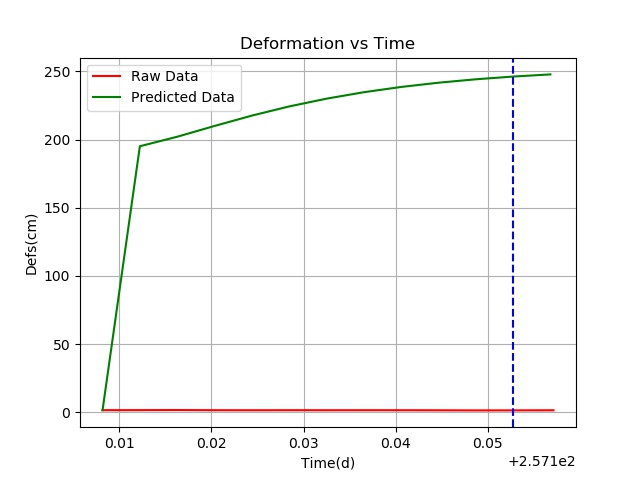 Deformation vs Time
Raw Data
Predicted Data
250
200
150
100
50
0
Defs(cm)
0.01 0.02 0.03 0.04 0.05
+2.571e2
Time(d)